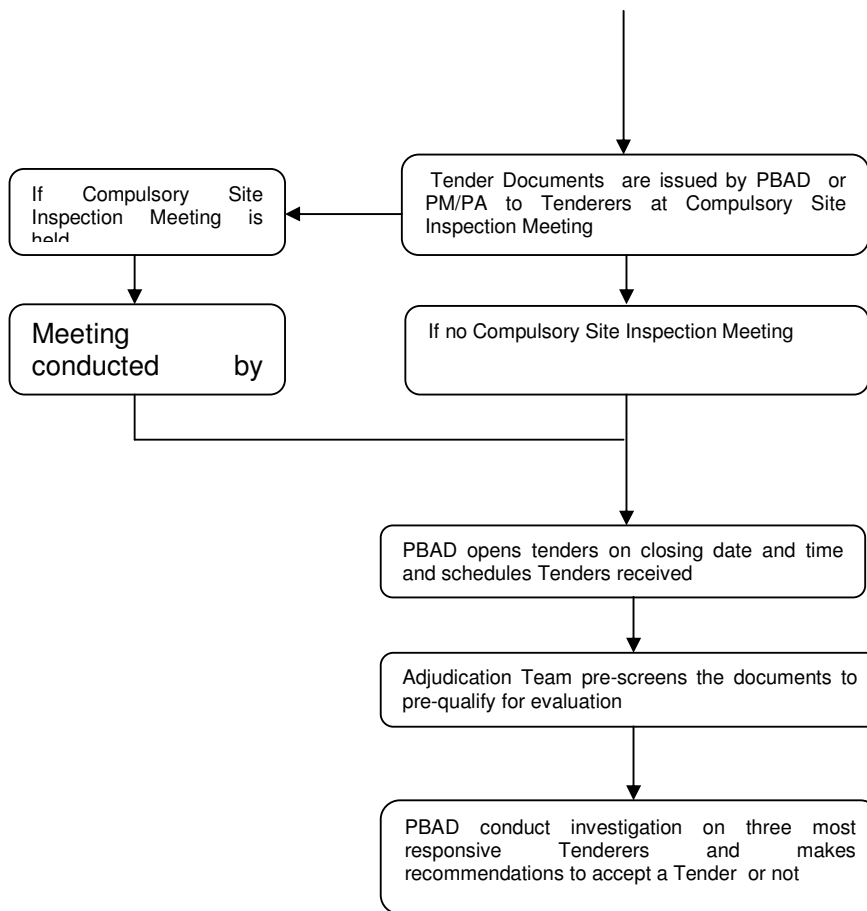 Tender Documents are issued by PBAD or
PM/PA to Tenderers at Compulsory Site
Inspection Meeting
If Compulsory Site
Inspection Meeting is
held
Meeting
conducted by
If no Compulsory Site Inspection Meeting
PBAD opens tenders on closing date and time
and schedules Tenders received
Adjudication Team pre-screens the documents to
pre-qualify for evaluation
PBAD conduct investigation on three most
responsive Tenderers and makes
recommendations to accept a Tender or not